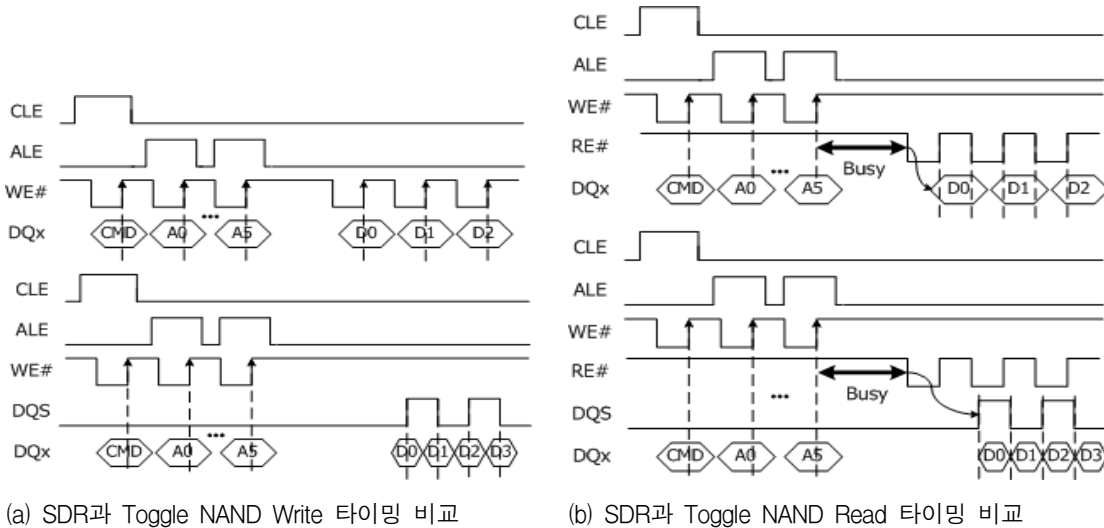 CLE
ALE
WE#
DQx CMD A0 ... A5 D0 D1 D2
CLE
ALE
WE#
DQS
DQx CMD A0 ... A5 D0 D1 D2 D3
(a) SDR과 Toggle NAND Write 타이밍 비교
CLE
ALE
WE#
RE# Busy
DQx CMD A0 ... A5 D0 D1 D2
CLE
ALE
WE#
RE# Busy
DQS ...
DQx CMD A0 A5 D0 D1 D2 D3
(b) SDR과 Toggle NAND Read 타이밍 비교